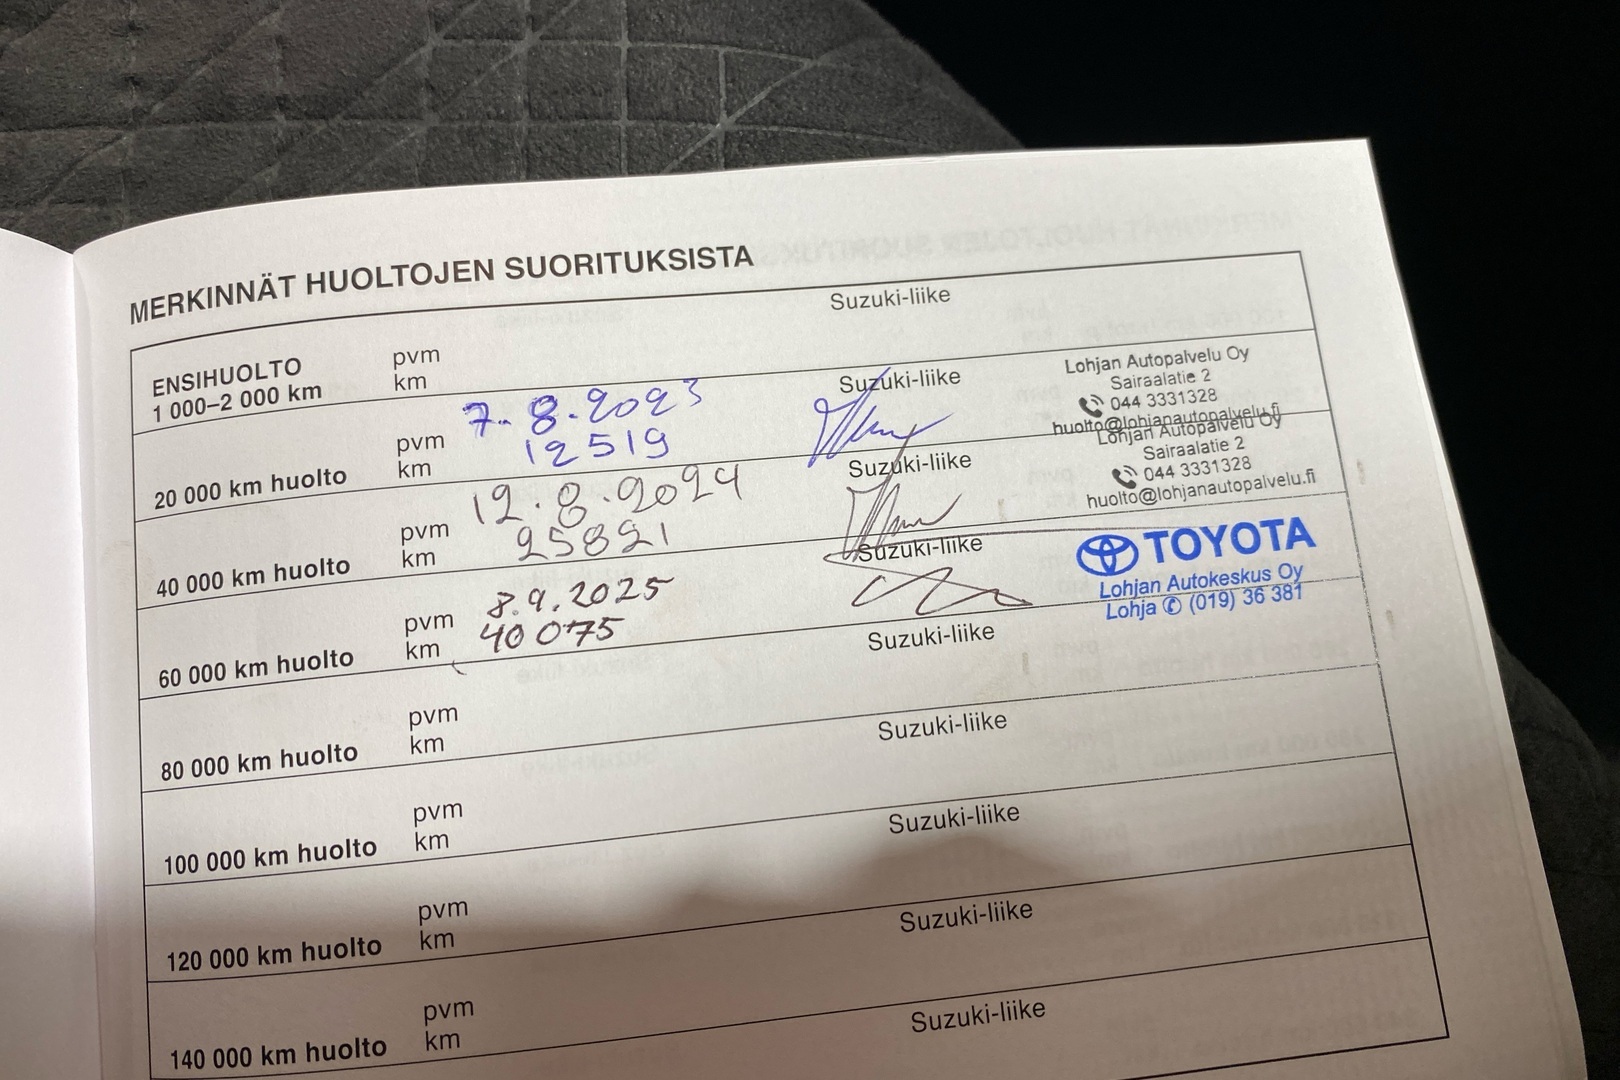 MERKINNÄT HUOLTOJEN SUORITUKSISTA
Suzuki-liike
ENSIHUOLTO
1 000–2 000 km
pvm
km
Suzuki-liike
Lohjan Autopalvelu Oy
Sairaalatie 2
044 3331328
huolto@lohjanautopalvelu.fi
20 000 km huolto
pvm 7.8.2023
km 12519
Suzuki-liike
Lohjan Autopalvelu Oy
Sairaalatie 2
044 3331328
huolto@lohjanautopalvelu.fi
40 000 km huolto
pvm 12.8.2024
km 25821
Suzuki-liike
TOYOTA
Lohjan Autokeskus Oy
Lohja ✆ (019) 36 381
60 000 km huolto
pvm 8.9.2025
km 40075
Suzuki-liike
80 000 km huolto
pvm
km
Suzuki-liike
100 000 km huolto
pvm
km
Suzuki-liike
120 000 km huolto
pvm
km
Suzuki-liike
140 000 km huolto
pvm
km
Suzuki-liike